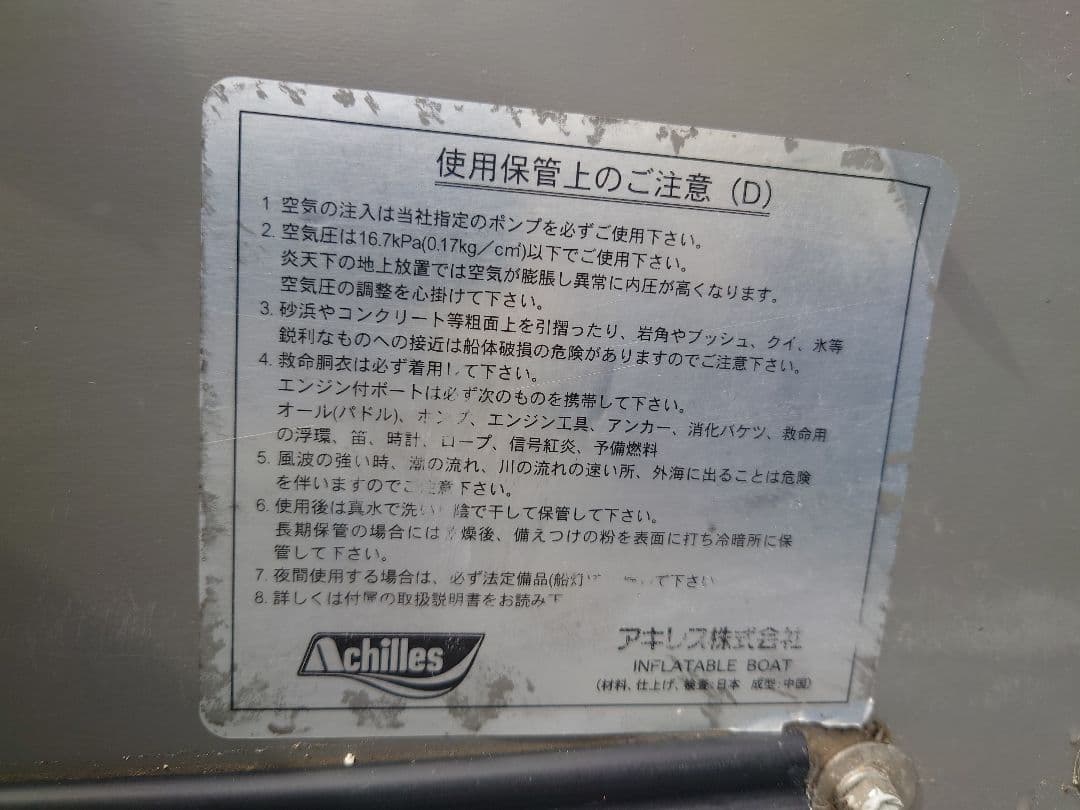 使用保管上のご注意 (D)
1 空気の注入は当社指定のポンプを必ずご使用下さい。
2. 空気圧は16.7kPa(0.17kg/c㎡)以下でご使用下さい。
炎天下の地上放置では空気が膨脹し異常に内圧が高くなります。
空気圧の調整を心掛けて下さい。
3. 砂浜やコンクリート等粗面上を引摺ったり、岩角やブッシュ、クイ、氷等
鋭利なものへの接近は船体破損の危険がありますのでご注意下さい。
4. 救命胴衣は必ず着用して下さい。
エンジン付ボートは必ず次のものを携帯して下さい。
オール(パドル)、 エンジン工具、アンカー、消化バケツ、救命用
の浮環、笛、時計、ロープ、信号紅炎、予備燃料
5. 風波の強い時、潮の流れ、川の流れの速い所、外海に出ることは危険
を伴いますのでご注意下さい。
6. 使用後は真水で洗い 陰で干して保管して下さい。
長期保管の場合には 燥後、備えつけの粉を表面に打ち冷暗所に保
管して下さい。
7. 夜間使用する場合は、必ず法定備品(船灯) て下さい
8. 詳しくは付属の取扱説明書をお読み下
Achilles
アキレス株式会社
INFLATABLE BOAT
(材料、仕上げ、検査:日本 成型:中国)